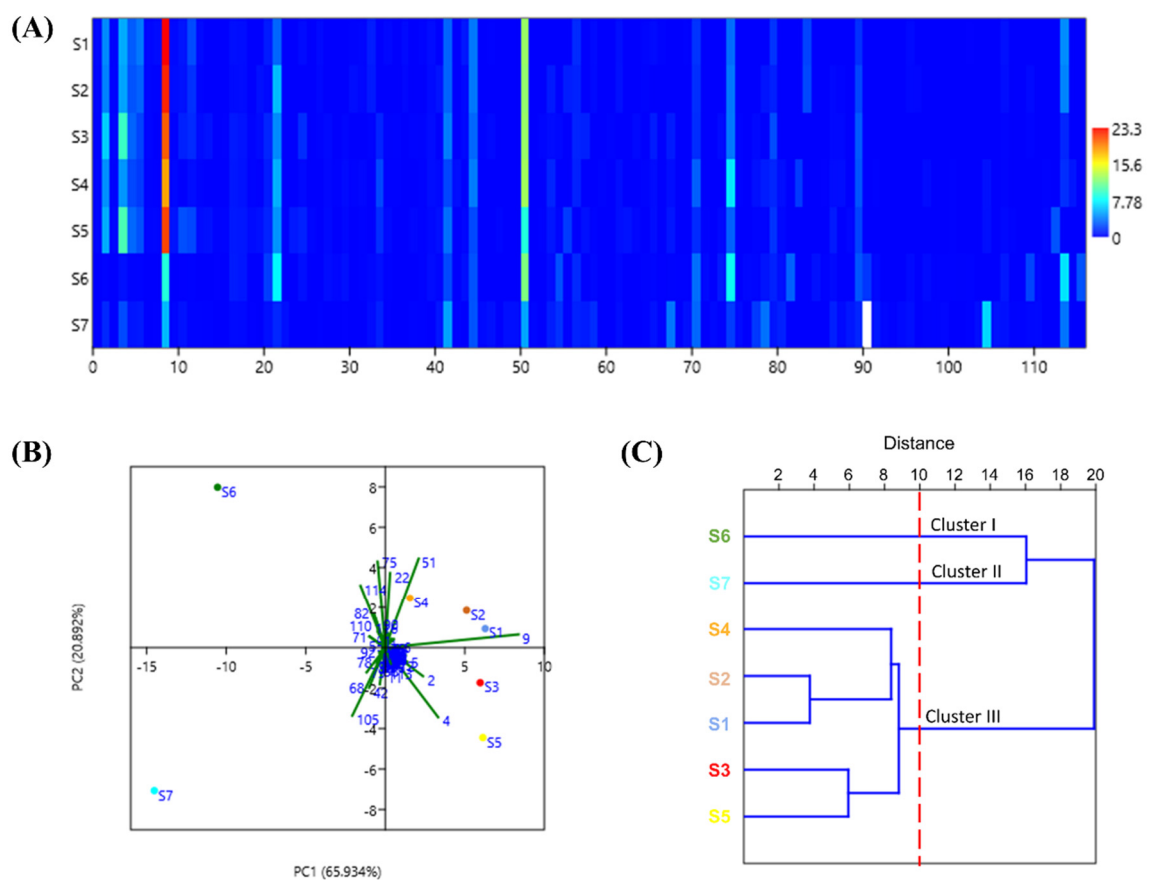 (A)
S1
S2
S3
S4
S5
S6
S7
23.3
15.6
7.78
0
0 10 20 30 40 50 60 70 80 90 100 110
(B)
8
6
4
2
-2
-4
-6
-8
-15 -10 -5 5 10
S6
75
51
22
114
S4
82
S2
110
S1
71
9
2
S3
68
42
105
4
S5
S7
PC2 (20.892%)
PC1 (65.934%)
(C)
Distance
2 4 6 8 10 12 14 16 18 20
S6
Cluster I
S7
Cluster II
S4
S2
S1
Cluster III
S3
S5